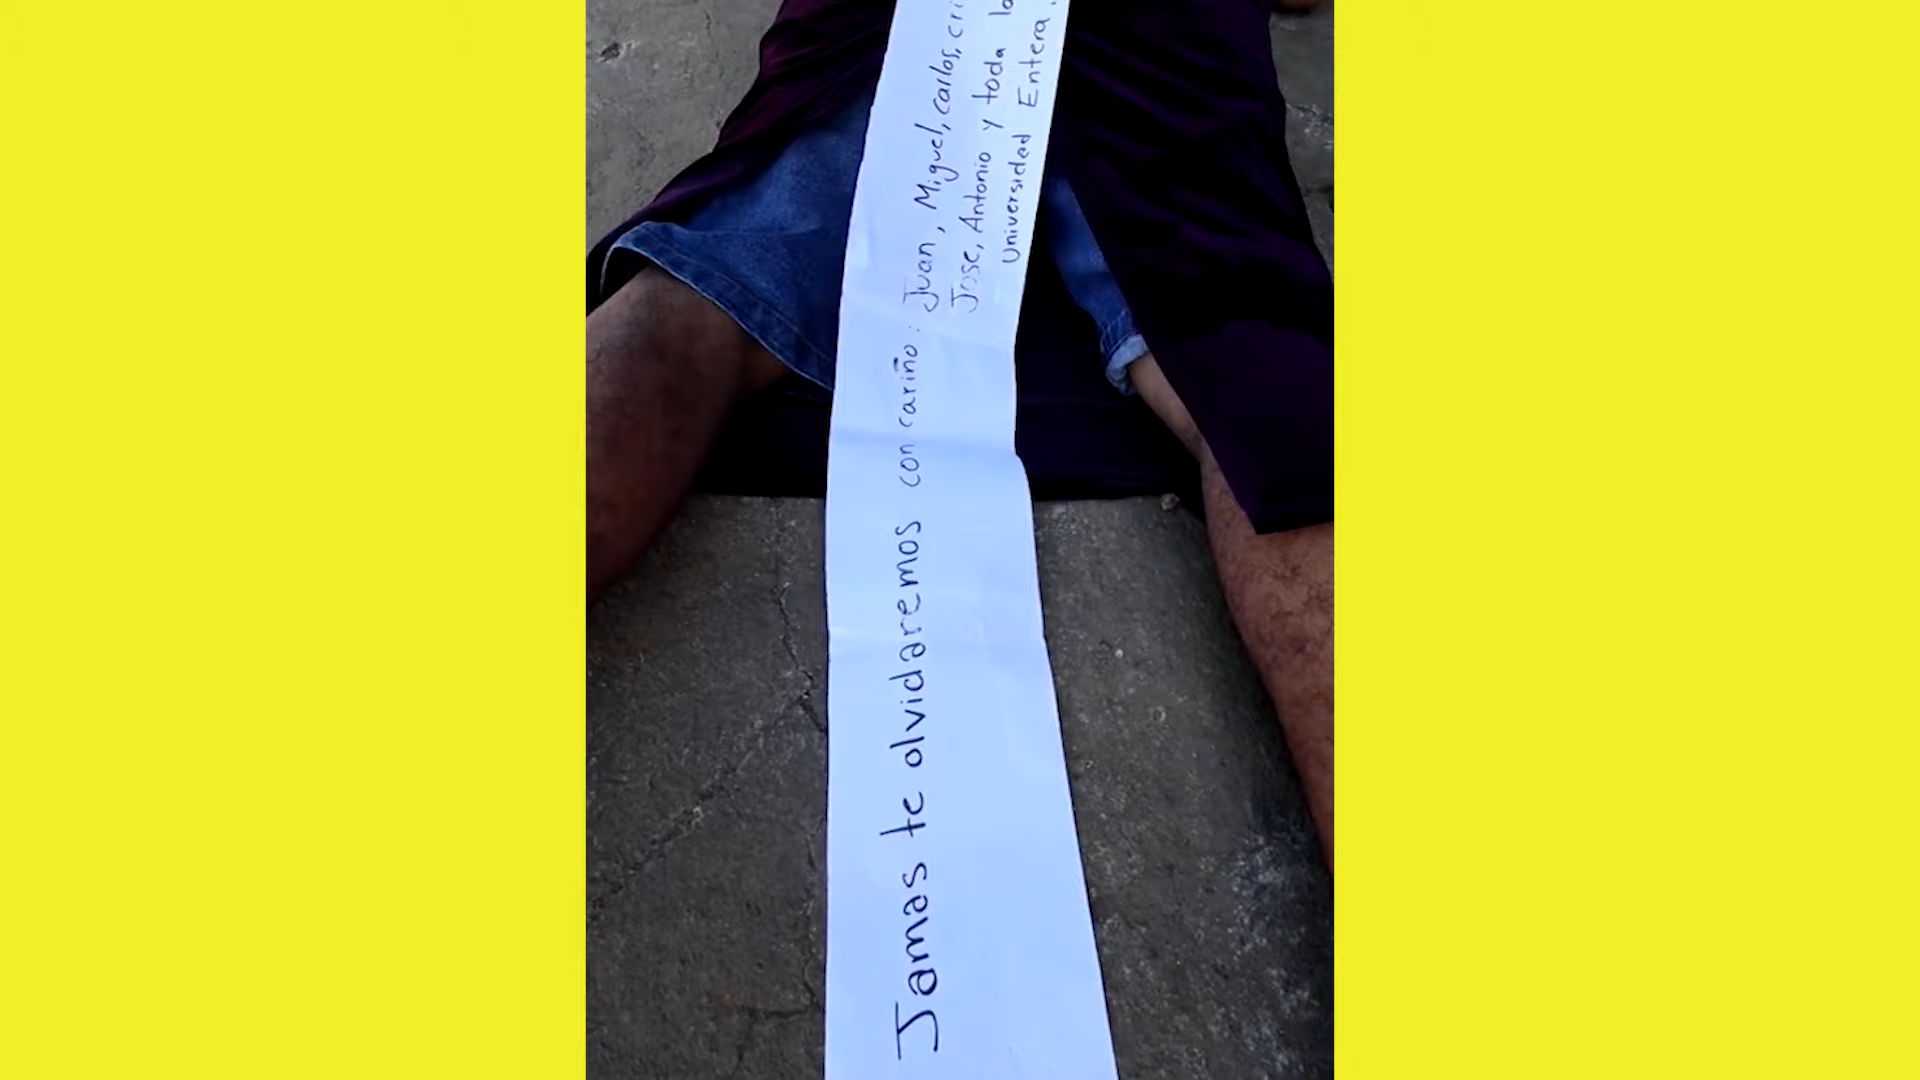 Jamas te olvidaremos con cariño: Juan, Miguel, carlos,
Jose, Antonio y toda
Universidad Entera.